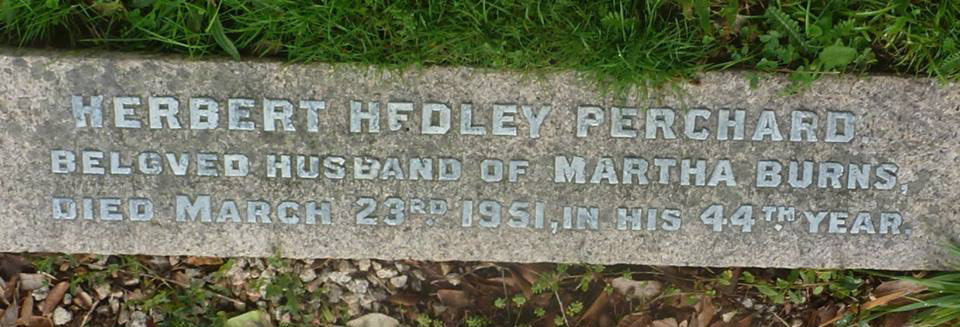 HERBERT HEDLEY PERCHARD.
BELOVED HUSBAND OF MARTHA BURNS,
DIED MARCH 23RD 1951, IN HIS 44TH YEAR.